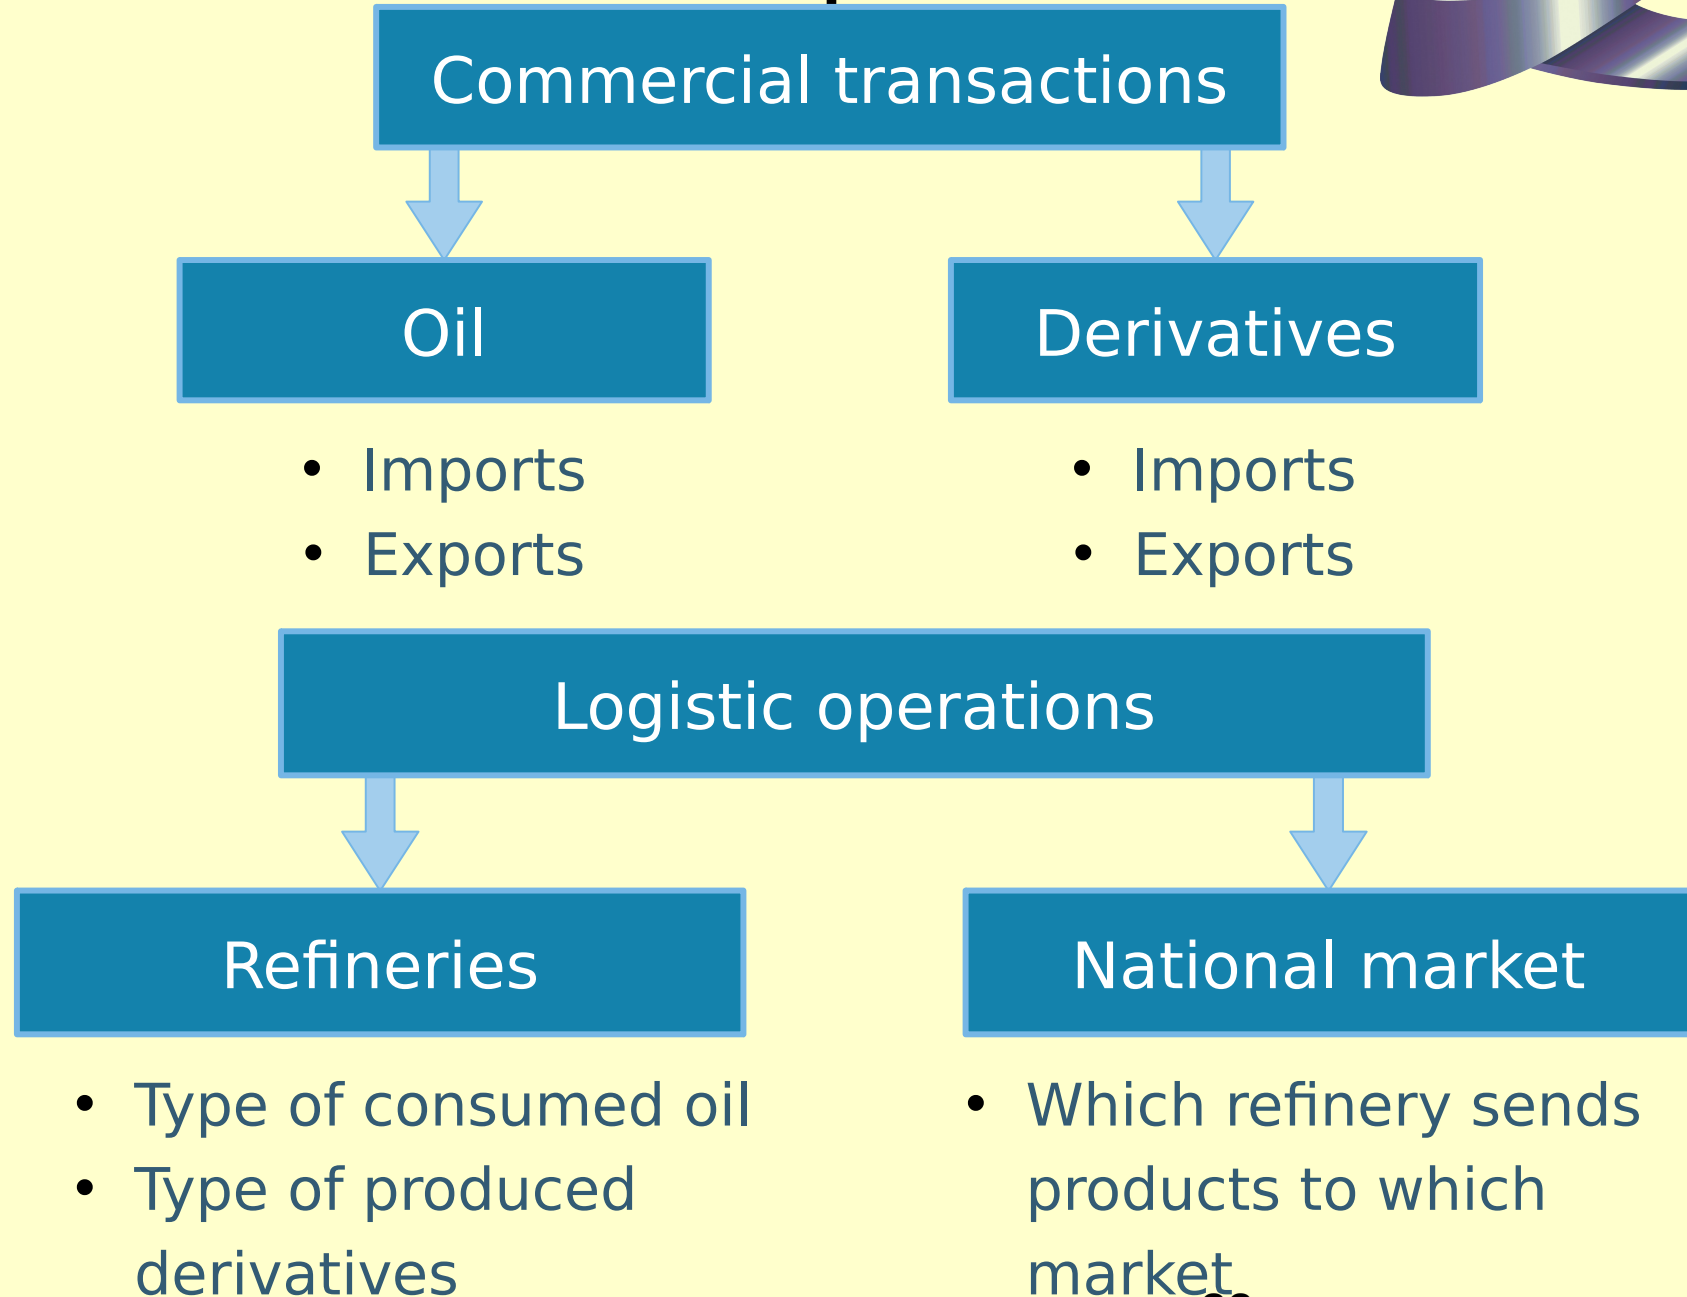 Commercial transactions
Oil
Derivatives
• Imports
• Exports
• Imports
• Exports
Logistic operations
Refineries
National market
• Type of consumed oil
• Type of produced
derivatives
• Which refinery sends
products to which
market